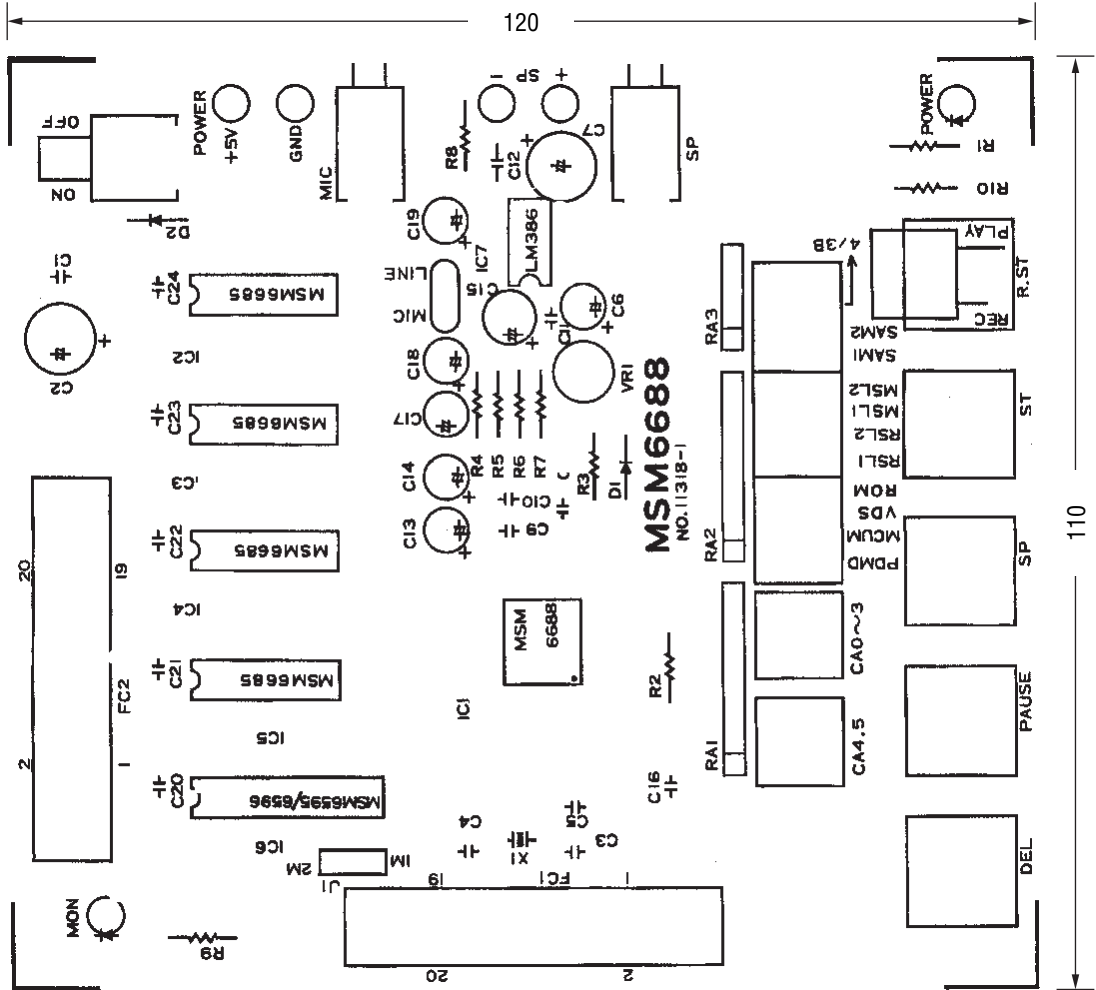 120
110
OFF
ON
POWER
+5V
GND
MIC
- SP +
R8
C12
C7
SP
POWER
R1
R10
D2
C1
C2
C24
MSM6685
IC2
C19
IC7
LM386
LINE
MIC
C15
C6
C18
VR1
4/3B
PLAY
REC
R.ST
RA3
SAM2
SAM1
MSL2
MSL1
RSL2
RSL1
ROM
VDS
MCUM
PDMD
ST
C23
MSM6685
IC3
C17
R4
R5
R6
R7
C
R3
D1
MSM6688
NO.11318-1
C14
C13
C10
C9
RA2
SP
C22
MSM6685
IC4
20
19
FC2
2
1
MSM
6688
IC1
R2
CA0~3
C21
MSM6685
IC5
RA1
CA4.5
PAUSE
C20
MSM6595/6596
IC6
C16
C4
X1
C5
C3
2M
1M
J1
19
FC1
1
20
2
DEL
MON
R9